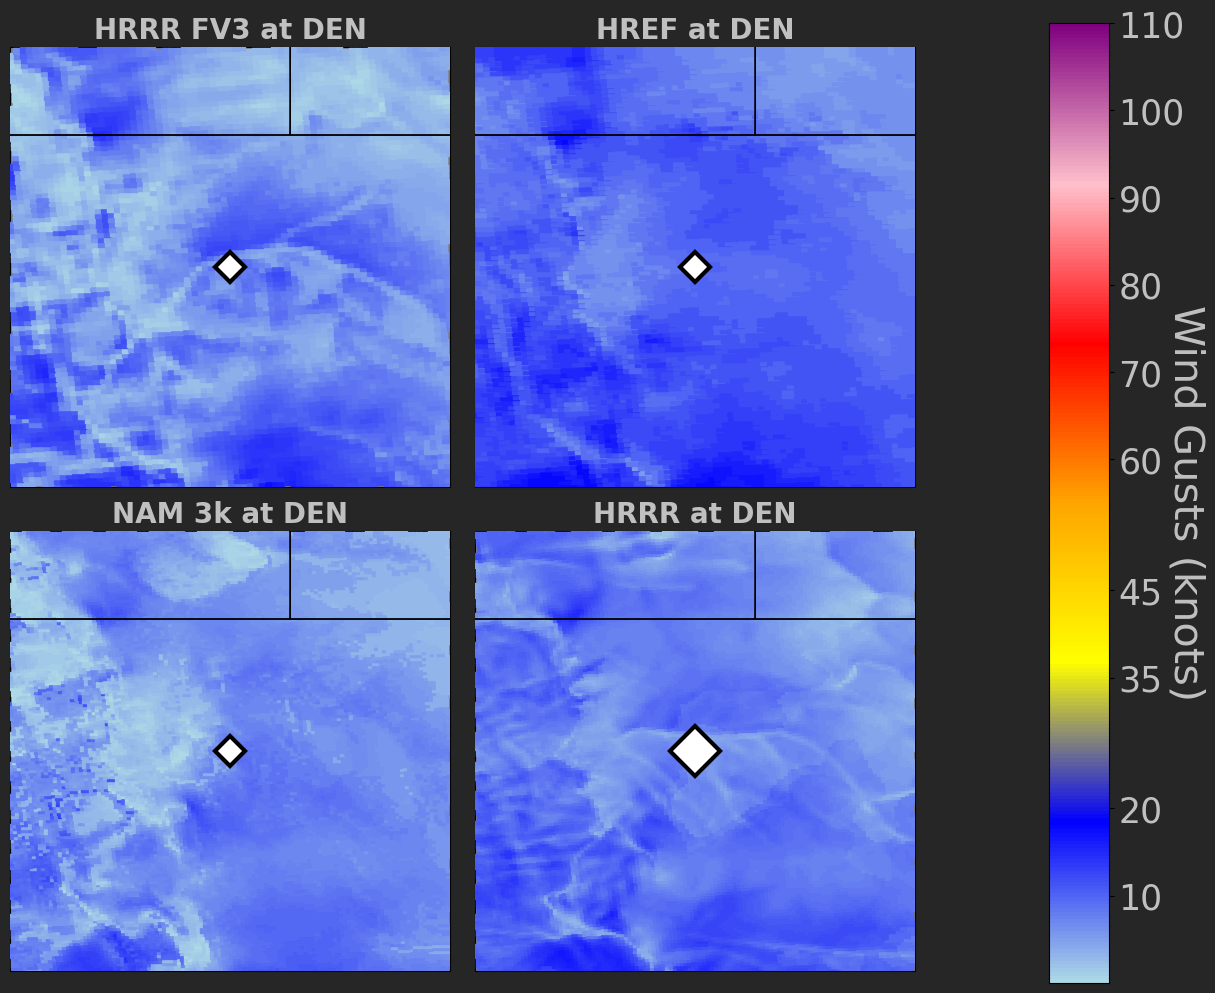 HRRR FV3 at DEN
HREF at DEN
NAM 3k at DEN
HRRR at DEN
110
100
90
80
70
60
45
35
20
10
Wind Gusts (knots)